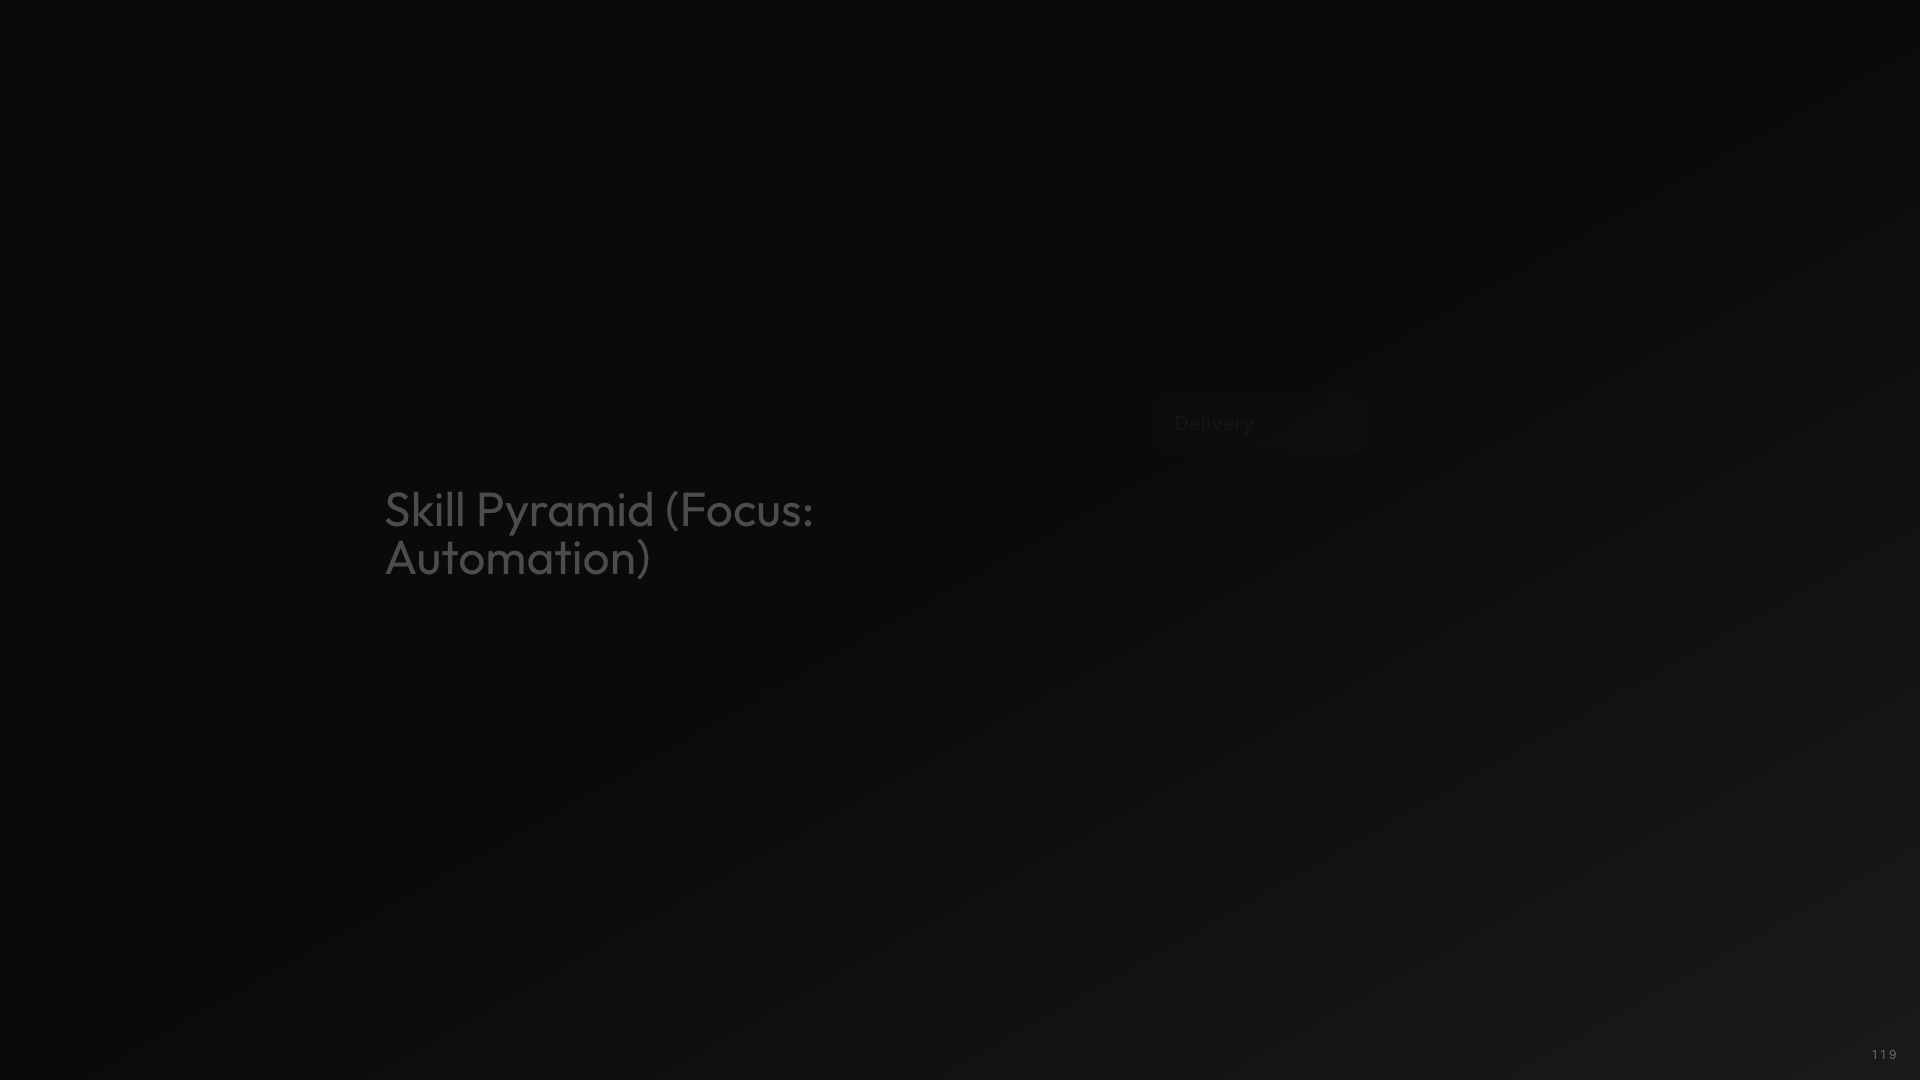 Delivery
Skill Pyramid (Focus:
Automation)
119